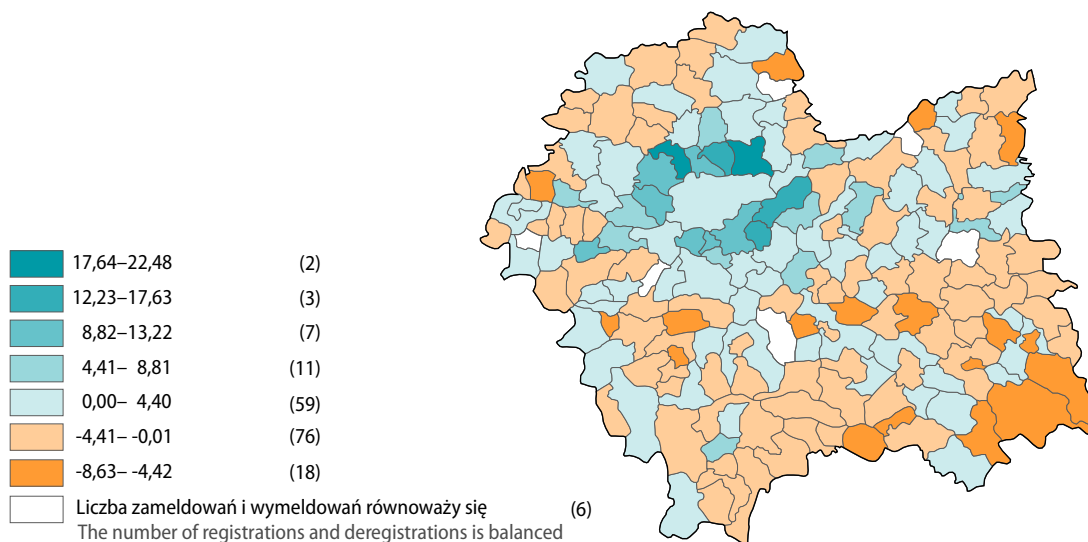 17,64–22,48 (2)
12,23–17,63 (3)
8,82–13,22 (7)
4,41– 8,81 (11)
0,00– 4,40 (59)
-4,41– -0,01 (76)
-8,63– -4,42 (18)
Liczba zameldowań i wymeldowań równoważy się (6)
The number of registrations and deregistrations is balanced